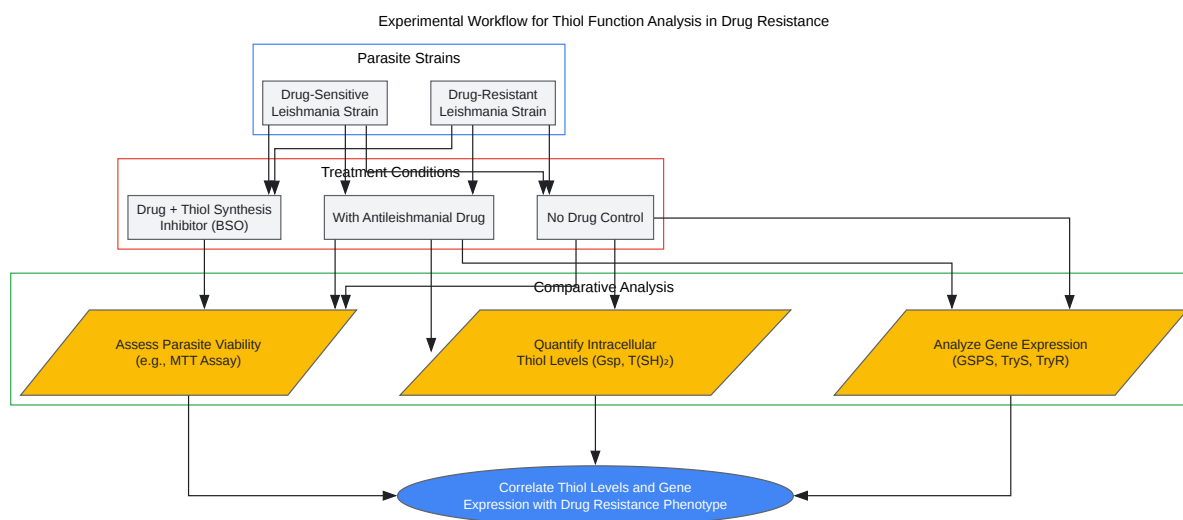 Experimental Workflow for Thiol Function Analysis in Drug Resistance
Parasite Strains
Drug-Sensitive
Leishmania Strain
Drug-Resistant
Leishmania Strain
Treatment Conditions
Drug + Thiol Synthesis
Inhibitor (BSO)
With Antileishmanial Drug
No Drug Control
Comparative Analysis
Assess Parasite Viability
(e.g., MTT Assay)
Quantify Intracellular
Thiol Levels (Gsp, T(SH)₂)
Analyze Gene Expression
(GSPS, TryS, TryR)
Correlate Thiol Levels and Gene
Expression with Drug Resistance Phenotype